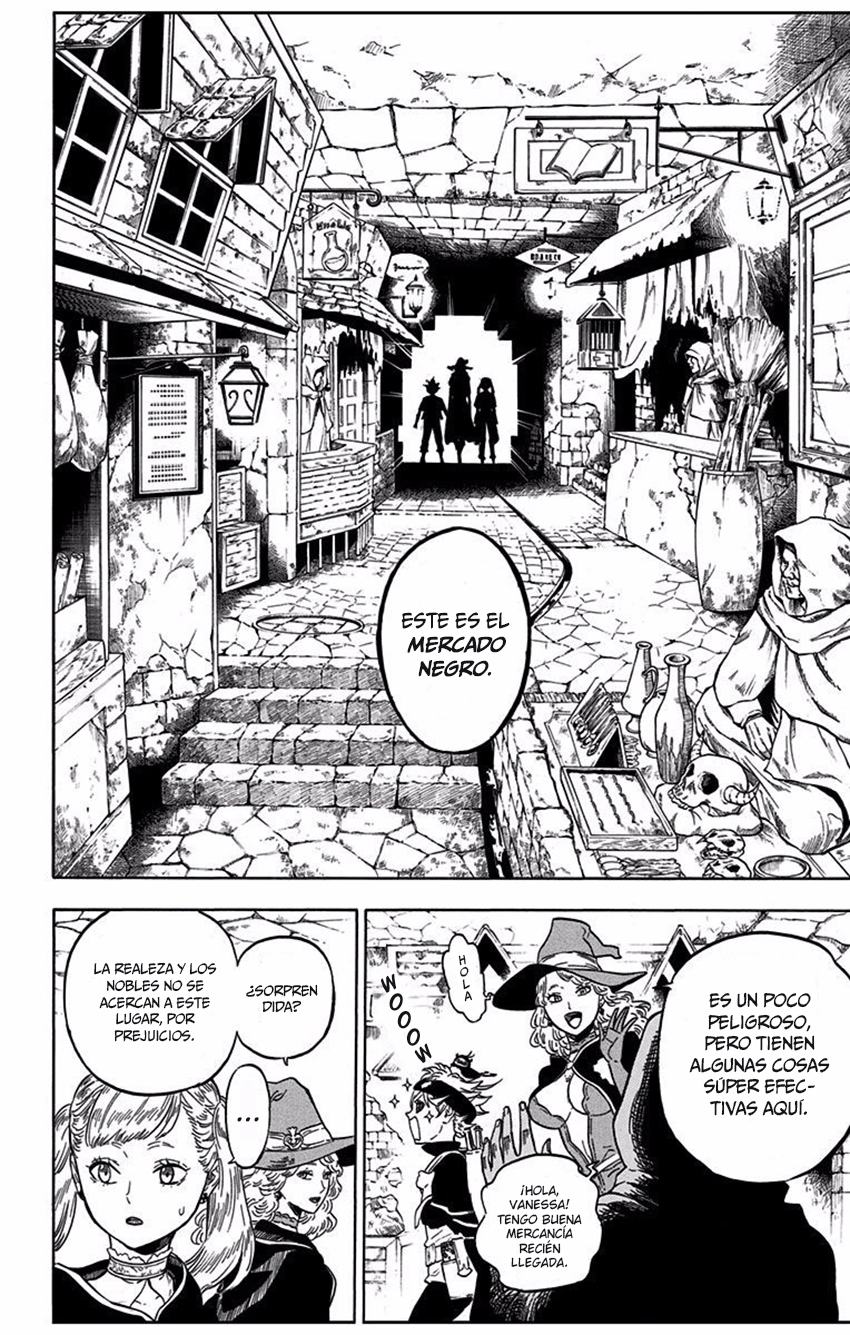 ESTE ES EL
MERCADO
NEGRO.
ES UN POCO
PELIGROSO,
PERO TIENEN
ALGUNAS COSAS
SÚPER EFEC-
TIVAS AQUÍ.
HOLA
WOOOW
¡HOLA,
VANESSA!
TENGO BUENA
MERCANCÍA
RECIÉN
LLEGADA.
¿SORPREN
DIDA?
LA REALEZA Y LOS
NOBLES NO SE
ACERCAN A ESTE
LUGAR, POR
PREJUICIOS.
...